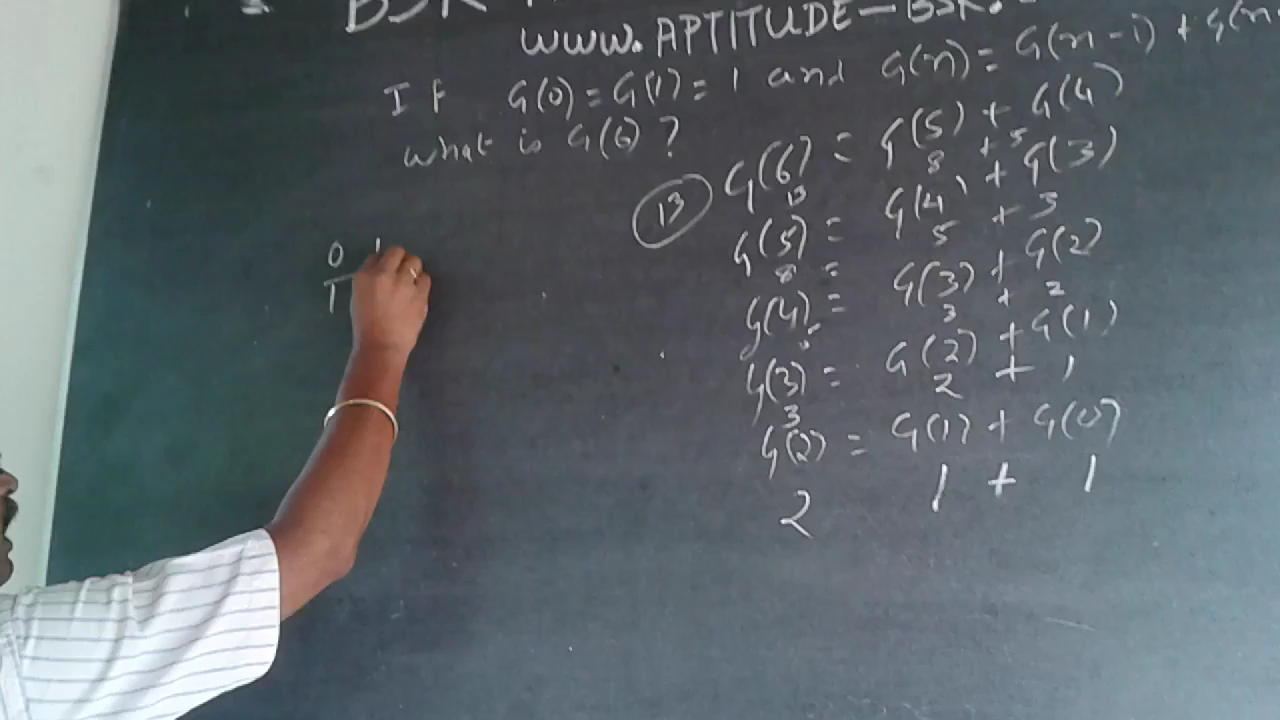 BSR
www.APTITUDE-BSR.
If G(0) = G(1) = 1 and G(n) = G(n-1) + G(n
what is G(6) ?
13
G(6) = G(5) + G(4)
13 8 + 5
G(5) = G(4) + G(3)
8 = 5 + 3
G(4) = G(3) + G(2)
5 3 + 2
G(3) = G(2) + G(1)
3 2 + 1
G(2) = G(1) + G(0)
2 1 + 1
0 1
1